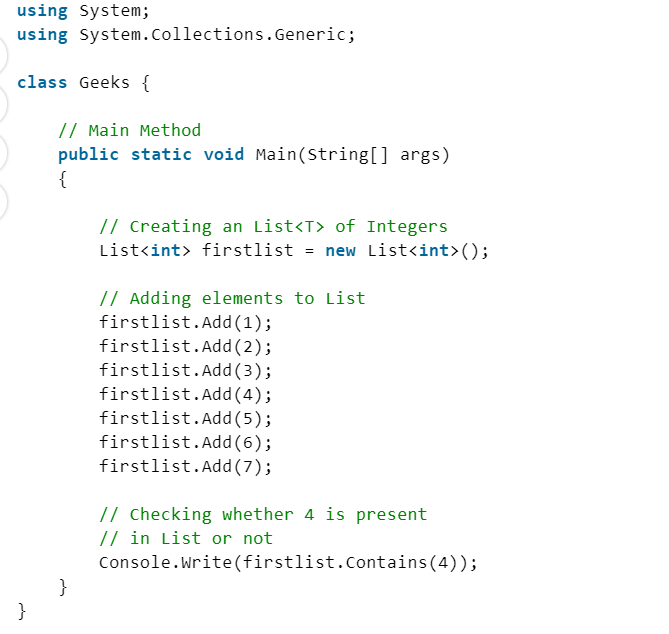 using System;
using System.Collections.Generic;
class Geeks {
// Main Method
public static void Main(String[] args)
{
// Creating an List<T> of Integers
List<int> firstlist = new List<int>();
// Adding elements to List
firstlist.Add(1);
firstlist.Add(2);
firstlist.Add(3);
firstlist.Add(4);
firstlist.Add(5);
firstlist.Add(6);
firstlist.Add(7);
// Checking whether 4 is present
// in List or not
Console.Write(firstlist.Contains(4));
}
}